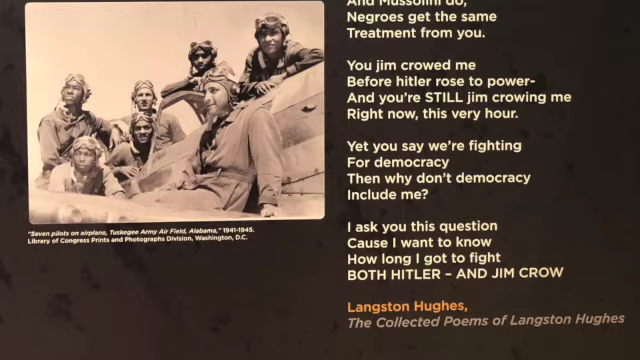 And Mussolini do,
Negroes get the same
Treatment from you.
You jim crowed me
Before hitler rose to power-
And you're STILL jim crowing me
Right now, this very hour.
Yet you say we're fighting
For democracy
Then why don't democracy
Include me?
I ask you this question
Cause I want to know
How long I got to fight
BOTH HITLER – AND JIM CROW
Langston Hughes,
The Collected Poems of Langston Hughes
"Seven pilots on airplane, Tuskegee Army Air Field, Alabama," 1941-1945.
Library of Congress Prints and Photographs Division, Washington, D.C.